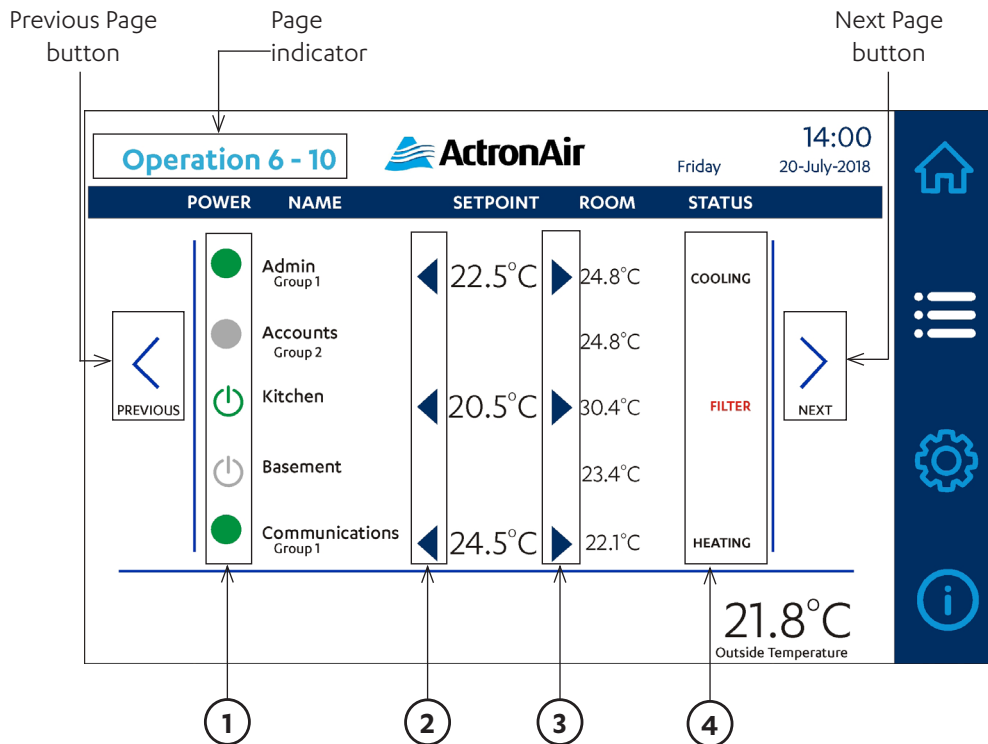 Previous Page
button
Page
indicator
Next Page
button
Operation 6 - 10
ActronAir
14:00
Friday 20-July-2018
POWER NAME SETPOINT ROOM STATUS
Admin
Group 1
22.5°C 24.8°C COOLING
Accounts
Group 2
24.8°C
PREVIOUS
Kitchen
20.5°C 30.4°C FILTER
NEXT
Basement
23.4°C
Communications
Group 1
24.5°C 22.1°C HEATING
21.8°C
Outside Temperature
1 2 3 4